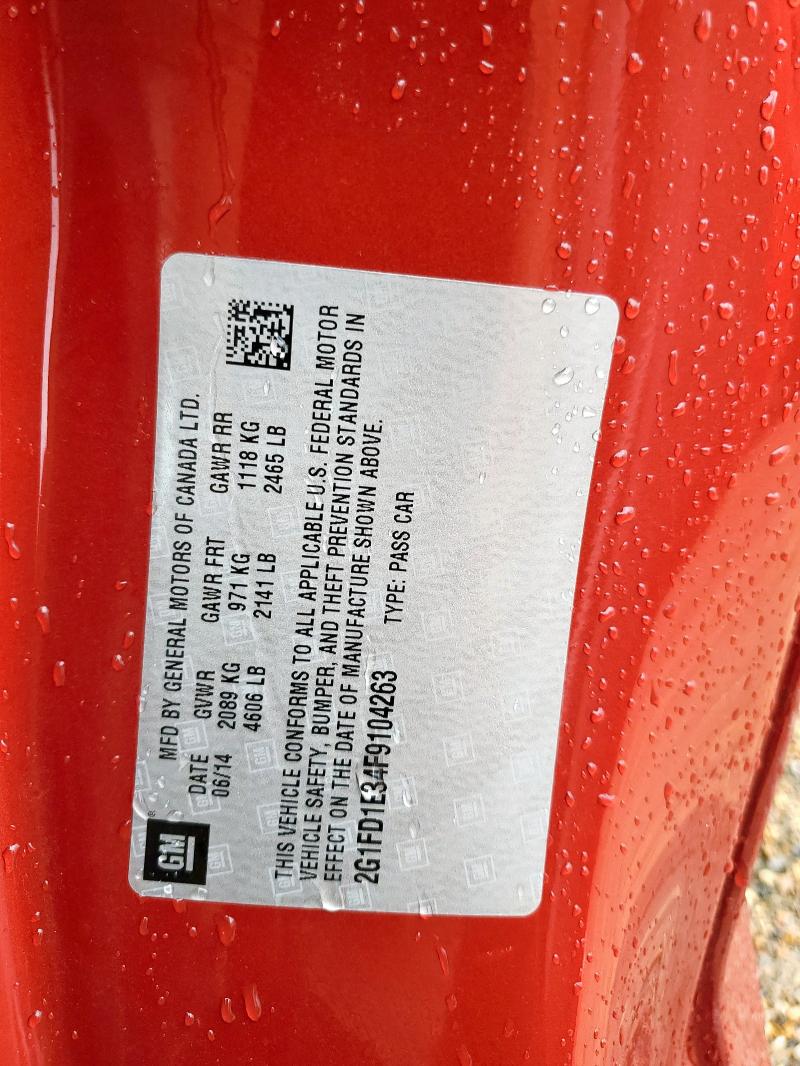 GM®
MFD BY GENERAL MOTORS OF CANADA LTD.
DATE GVWR GAWR FRT GAWR RR
06/14 2089 KG 971 KG 1118 KG
4606 LB 2141 LB 2465 LB
THIS VEHICLE CONFORMS TO ALL APPLICABLE U.S. FEDERAL MOTOR
VEHICLE SAFETY, BUMPER, AND THEFT PREVENTION STANDARDS IN
EFFECT ON THE DATE OF MANUFACTURE SHOWN ABOVE.
2G1FD1E34F9104263 TYPE: PASS CAR